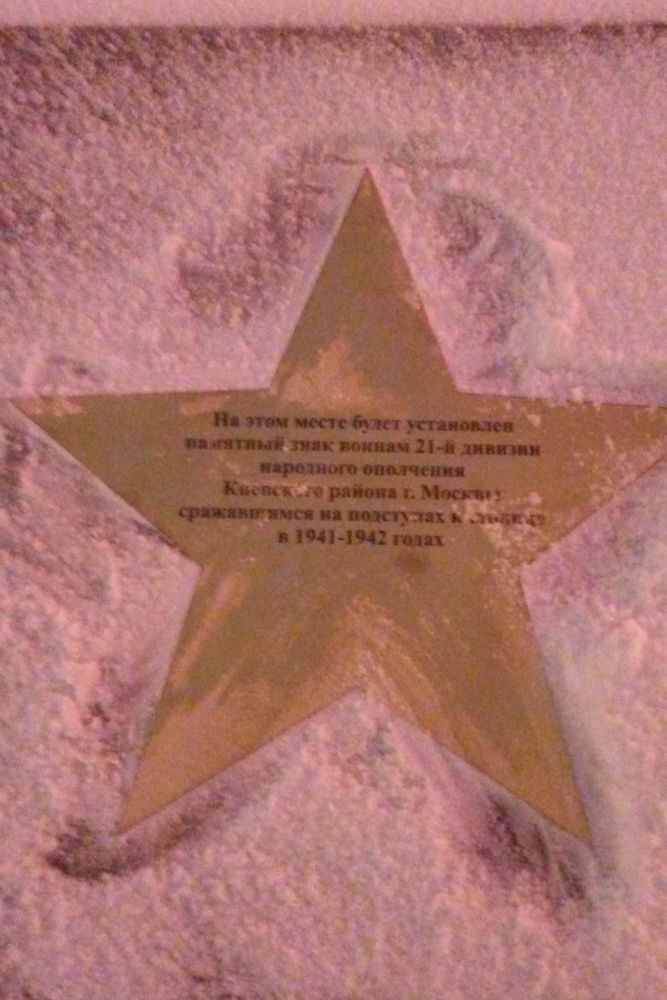 На этом месте будет установлен
памятный знак воинам 21-й дивизии
народного ополчения
Киевского района г. Москвы
сражавшимся на подступах к столице
в 1941-1942 годах